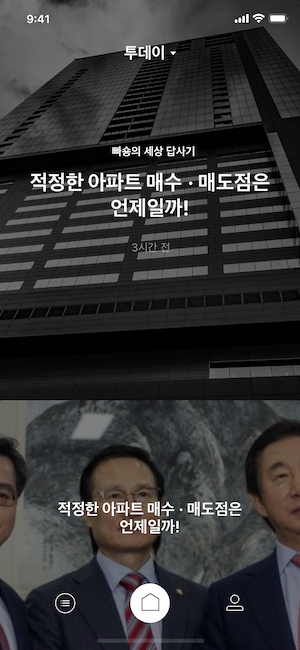 9:41
투데이
빠숑의 세상 답사기
적정한 아파트 매수 · 매도점은
언제일까!
3시간 전
적정한 아파트 매수 · 매도점은
언제일까!